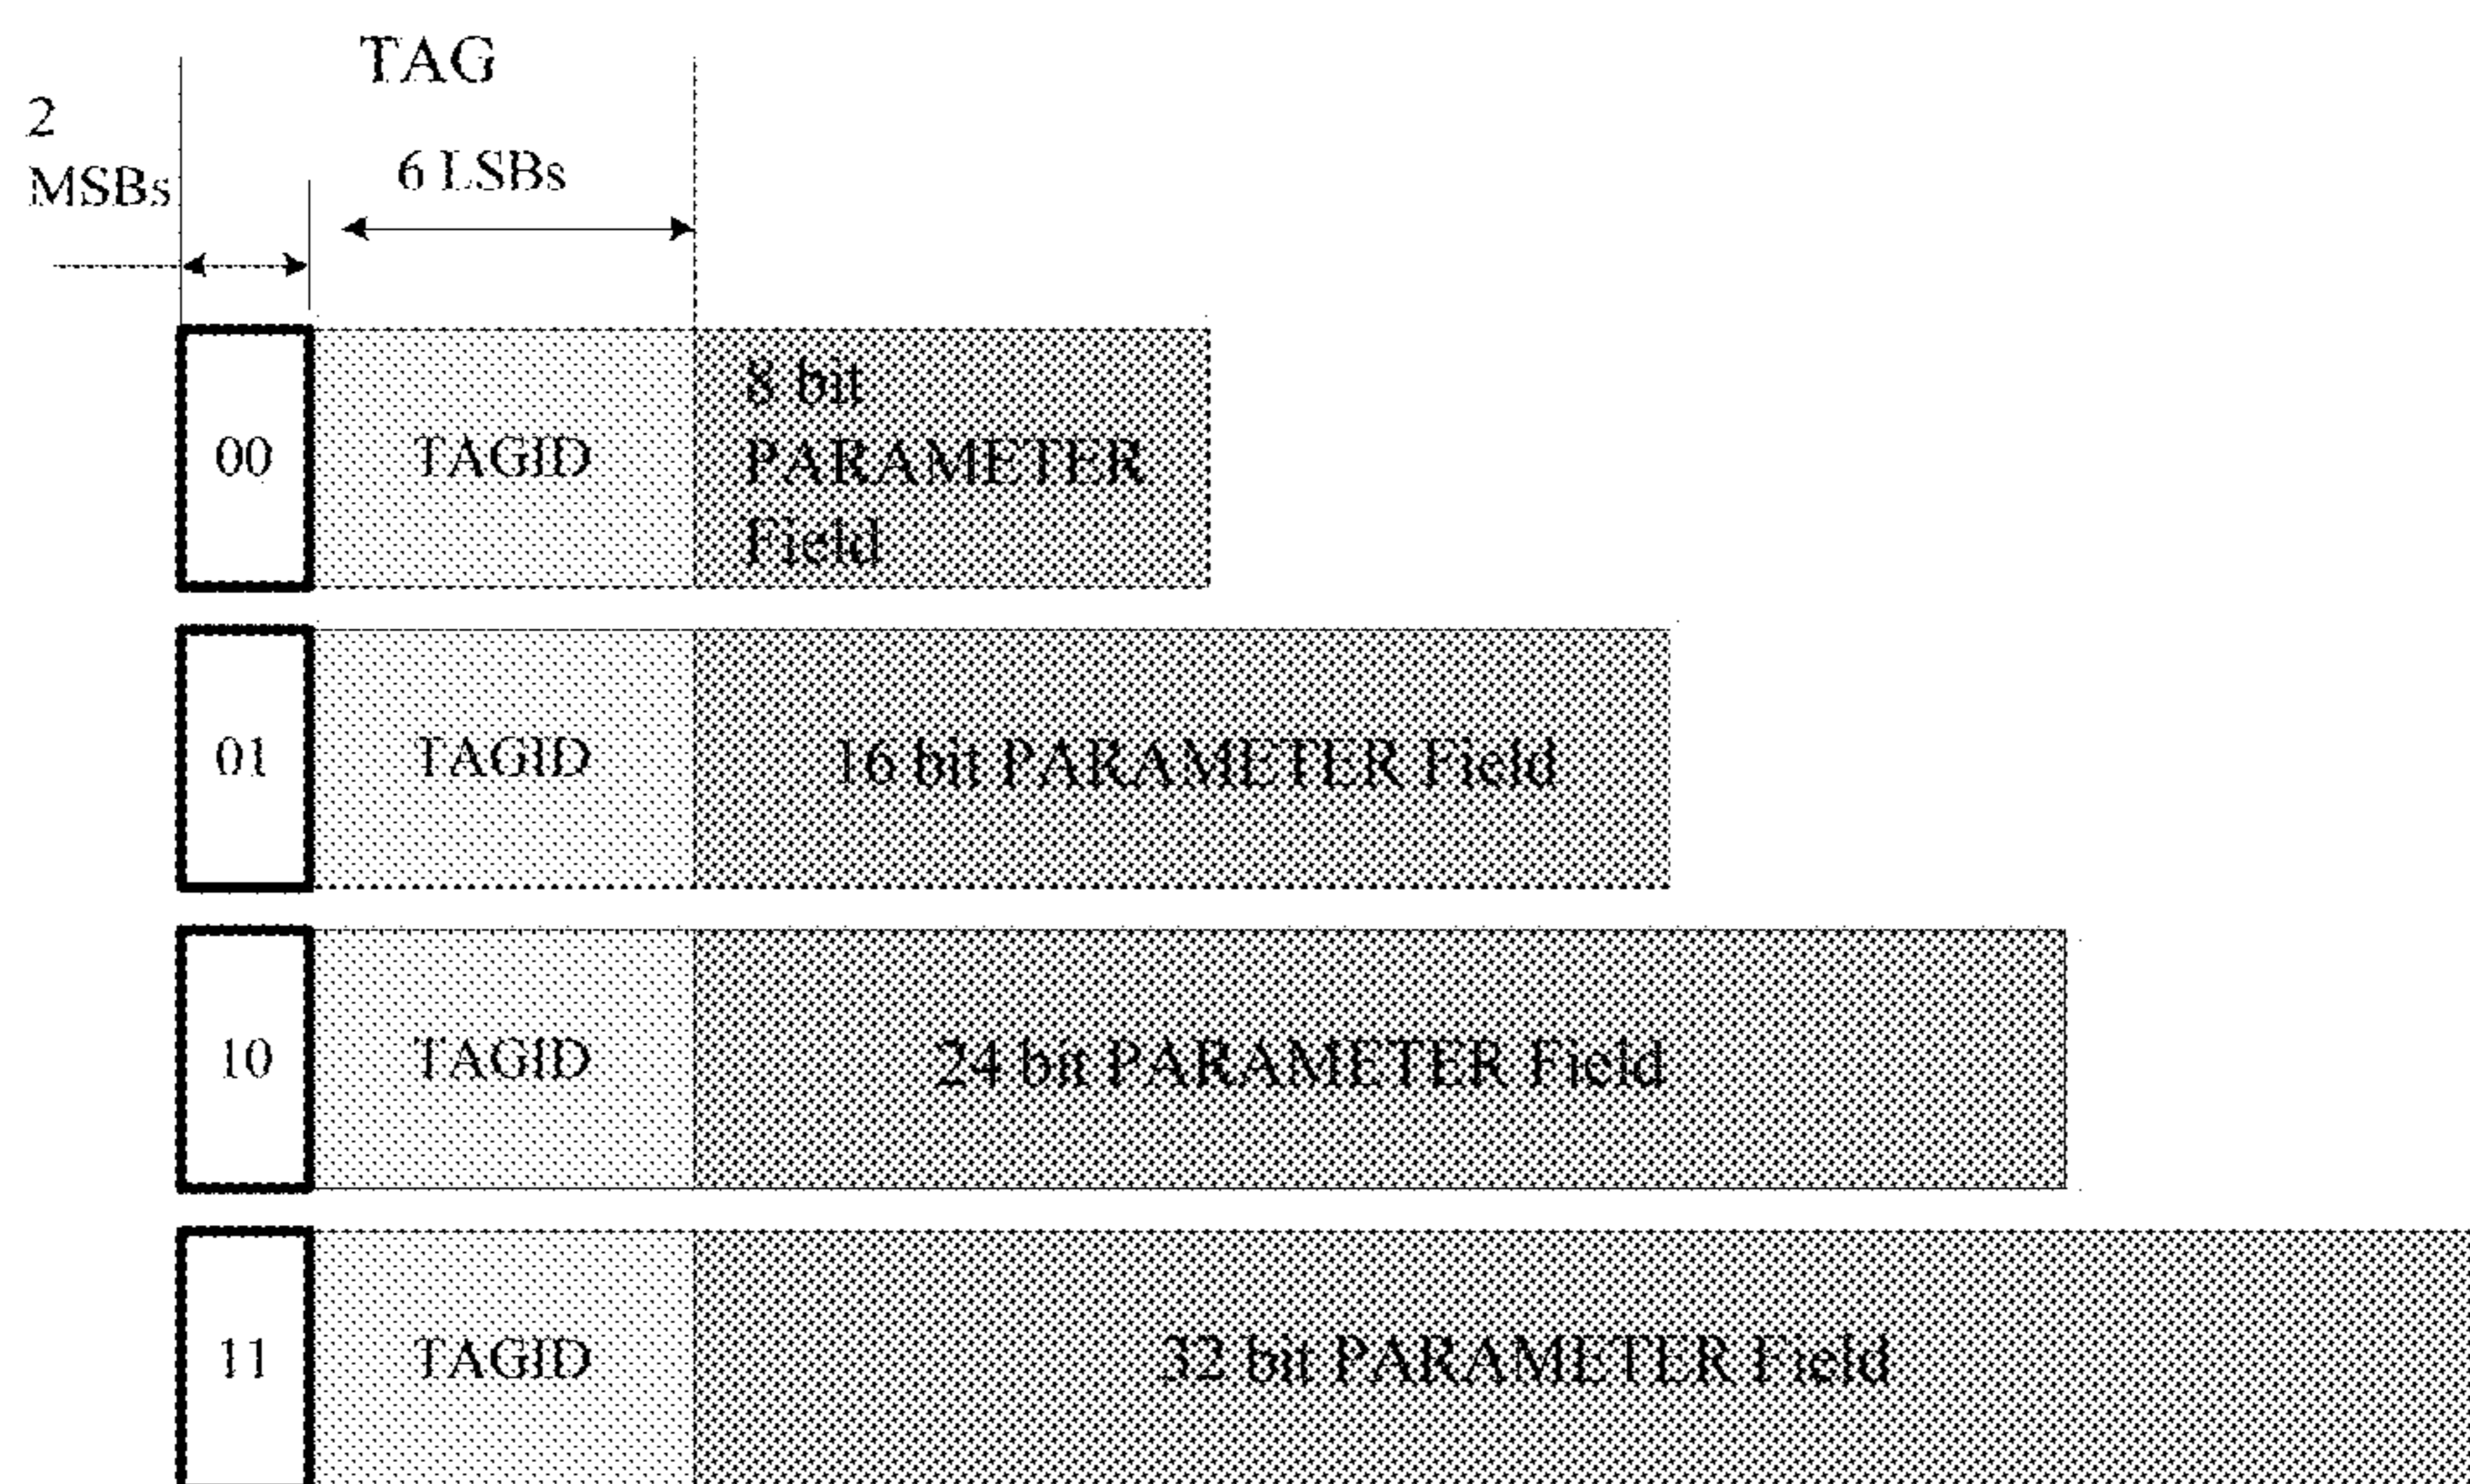 TAG
2
MSBs
6 LSBs
00
TAGID
8 bit
PARAMETER
Field
01
TAGID
16 bit PARAMETER Field
10
TAGID
24 bit PARAMETER Field
11
TAGID
32 bit PARAMETER Field